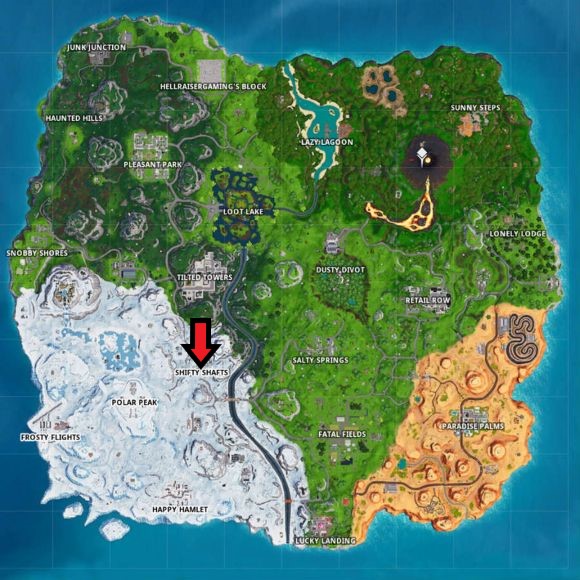 JUNK JUNCTION
HELLRAISERGAMING'S BLOCK
SUNNY STEPS
HAUNTED HILLS
LAZY LAGOON
PLEASANT PARK
LOOT LAKE
LONELY LODGE
SNOBBY SHORES
DUSTY DIVOT
TILTED TOWERS
RETAIL ROW
SALTY SPRINGS
SHIFTY SHAFTS
POLAR PEAK
PARADISE PALMS
FATAL FIELDS
FROSTY FLIGHTS
HAPPY HAMLET
LUCKY LANDING